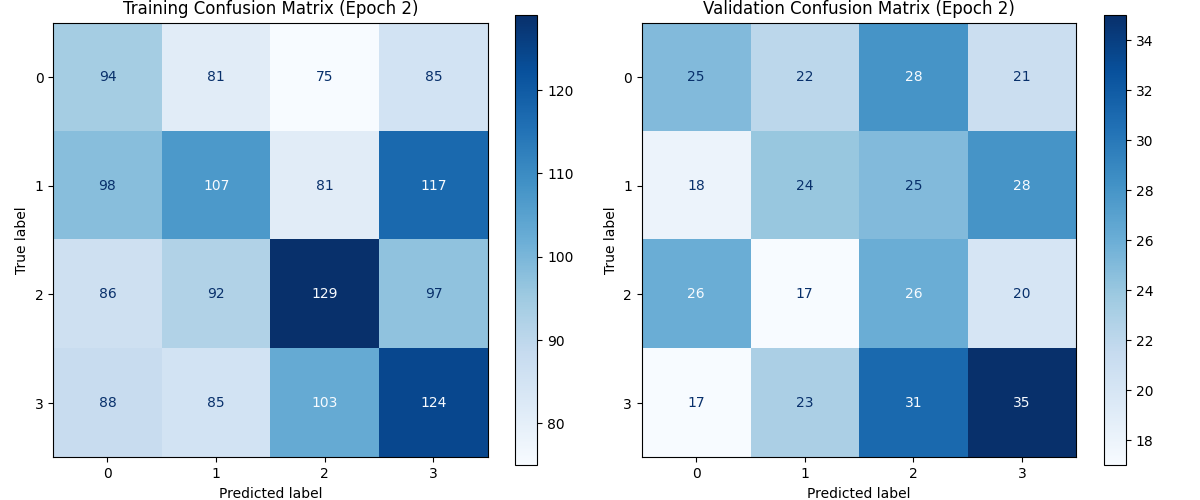 Training Confusion Matrix (Epoch 2)
Validation Confusion Matrix (Epoch 2)
True label
0
1
2
3
94 81 75 85
98 107 81 117
86 92 129 97
88 85 103 124
0 1 2 3
Predicted label
120
110
100
90
80
True label
0
1
2
3
25 22 28 21
18 24 25 28
26 17 26 20
17 23 31 35
0 1 2 3
Predicted label
34
32
30
28
26
24
22
20
18